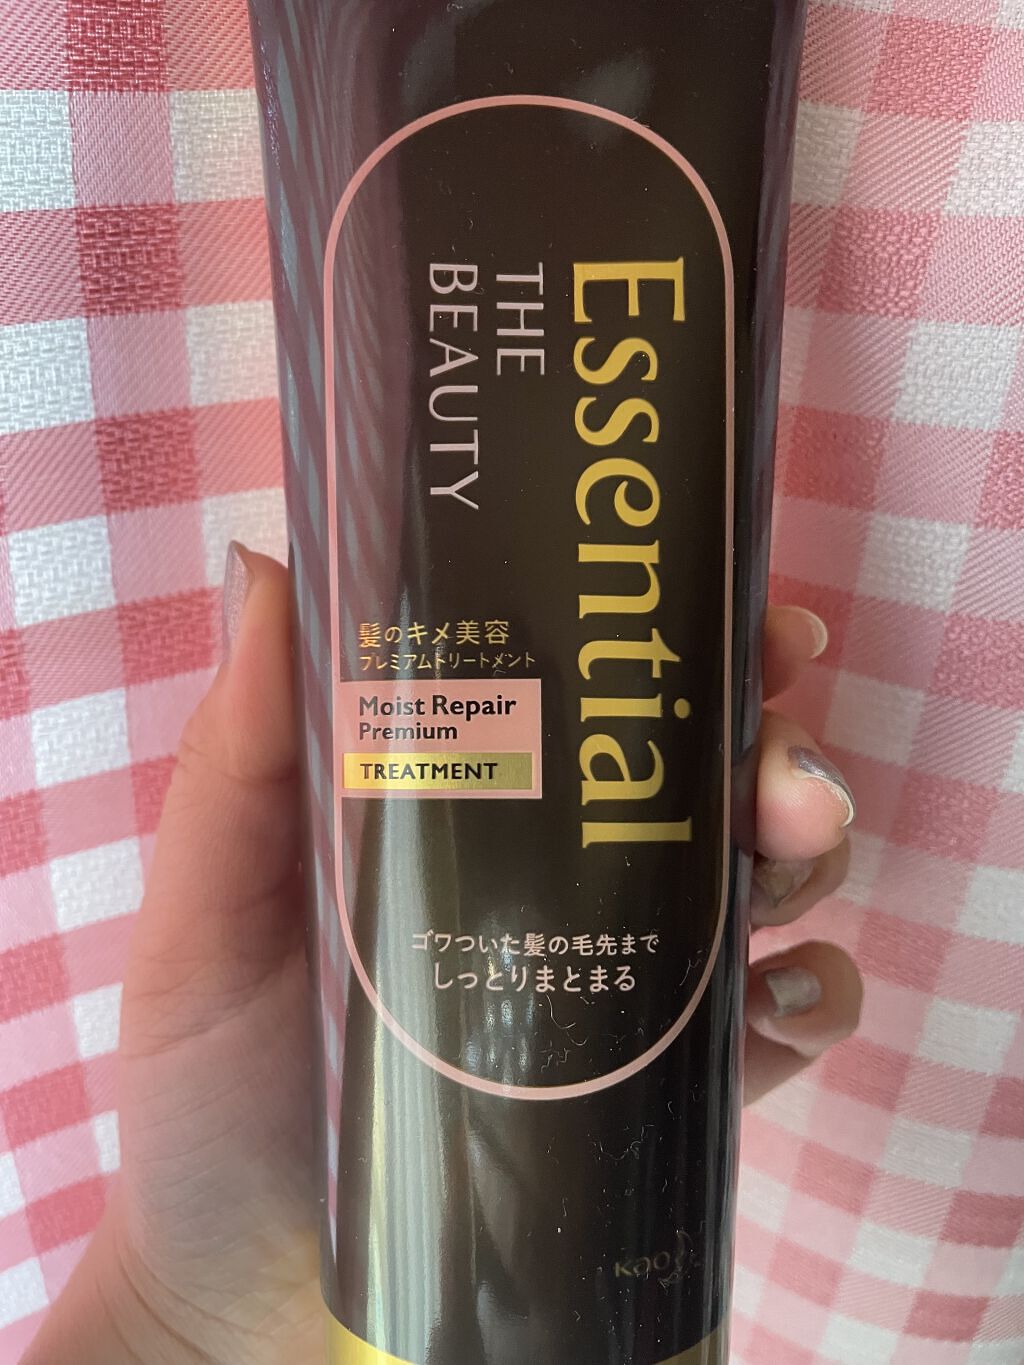 Essential
THE
BEAUTY
髪のキメ美容
プレミアムトリートメント
Moist Repair
Premium
TREATMENT
ゴワついた髪の毛先まで
しっとりまとまる
Kao